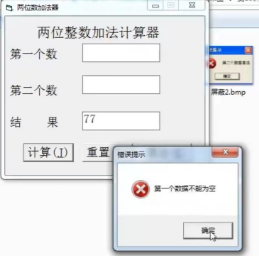 两位数加法器
两位整数加法计算器
第一个数
第二个数
结 果
77
计算(J)
重置
屏蔽2.bmp
错误提示
第一个数据不能为空
确定